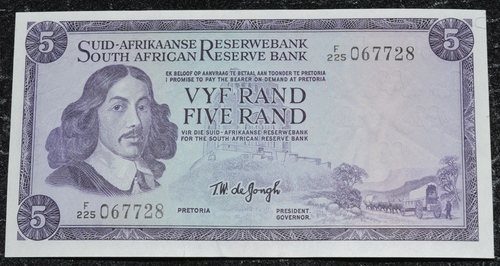 5
SUID-AFRIKAANSE RESERWEBANK
SOUTH AFRICAN RESERVE BANK
F/225 067728
5
EK BELOOF OP AANVRAAG TE BETAAL AAN TOONDER TE PRETORIA
I PROMISE TO PAY THE BEARER ON DEMAND AT PRETORIA
VYF RAND
FIVE RAND
VIR DIE SUID-AFRIKAANSE RESERWEBANK
FOR THE SOUTH AFRICAN RESERVE BANK
T.W. de Jongh
5
F/225 067728
PRETORIA
PRESIDENT.
GOVERNOR.
5